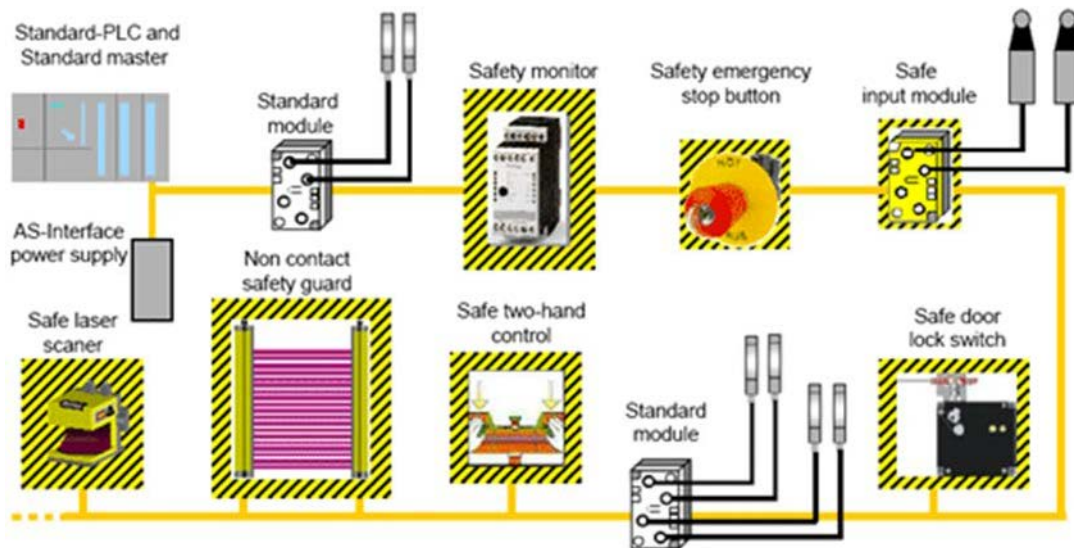 Standard-PLC and
Standard master
Standard
module
Safety monitor
Safety emergency
stop button
Safe
input module
AS-Interface
power supply
Non contact
safety guard
Safe laser
scaner
Safe two-hand
control
Standard
module
Safe door
lock switch